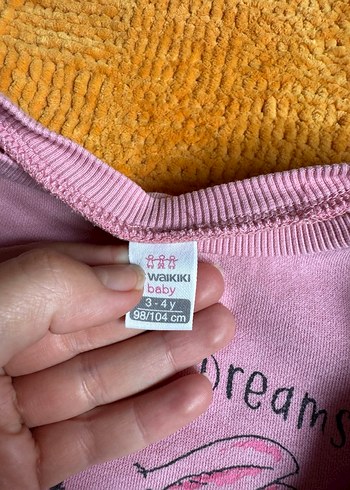 WAIKIKI
baby
3 - 4 y
98/104 cm
Dreams